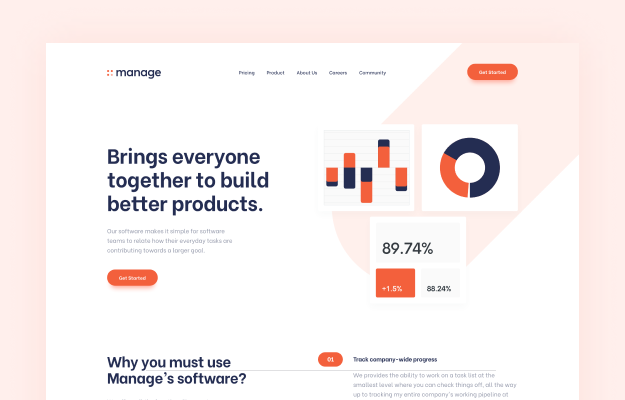 manage
Pricing Product About Us Careers Community
Get Started
Brings everyone
together to build
better products.
Our software makes it simple for software
teams to relate how their everyday tasks are
contributing towards a larger goal.
Get Started
89.74%
+1.5% 88.24%
Why you must use
Manage's software?
01 Track company-wide progress
We provides the ability to work on a task list at the
smallest level where you can check things off, all the way
up to tracking my entire company's working pipeline at